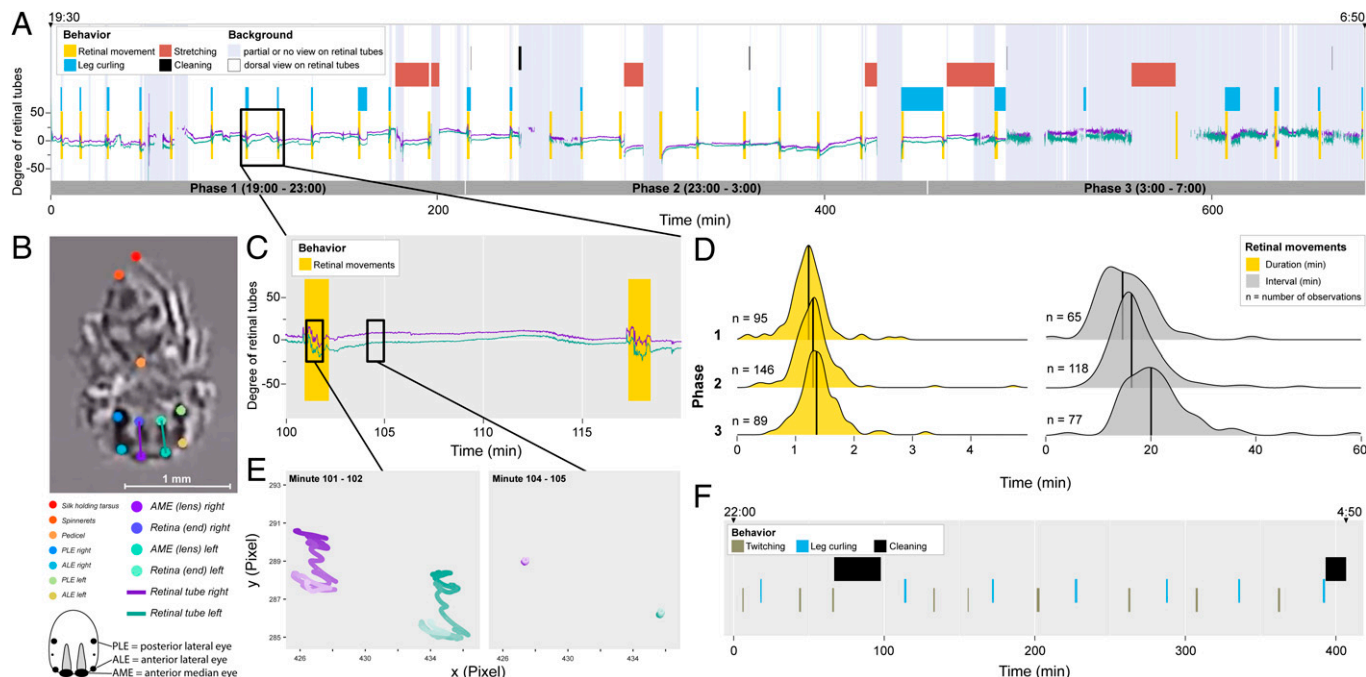 A
19:30
6:50
Behavior
Background
Retinal movement
Stretching
partial or no view on retinal tubes
Leg curling
Cleaning
dorsal view on retinal tubes
Degree of retinal tubes
50
0
-50
Phase 1 (19:00 - 23:00)
Phase 2 (23:00 - 3:00)
Phase 3 (3:00 - 7:00)
0
200
400
600
Time (min)
B
1 mm
Silk holding tarsus
Spinnerets
Pedicel
PLE right
ALE right
PLE left
ALE left
AME (lens) right
Retina (end) right
AME (lens) left
Retina (end) left
Retinal tube right
Retinal tube left
PLE = posterior lateral eye
ALE = anterior lateral eye
AME = anterior median eye
C
Behavior
Retinal movements
Degree of retinal tubes
50
0
-50
100
105
110
115
Time (min)
D
Retinal movements
Duration (min)
Interval (min)
n = number of observations
Phase
1
2
3
n = 95
n = 146
n = 89
n = 65
n = 118
n = 77
0 1 2 3 4
0 20 40 60
Time (min)
E
Minute 101 - 102
Minute 104 - 105
y (Pixel)
293
291
289
287
285
426 430 434
426 430 434
x (Pixel)
F
22:00
4:50
Behavior
Twitching
Leg curling
Cleaning
0 100 200 300 400
Time (min)